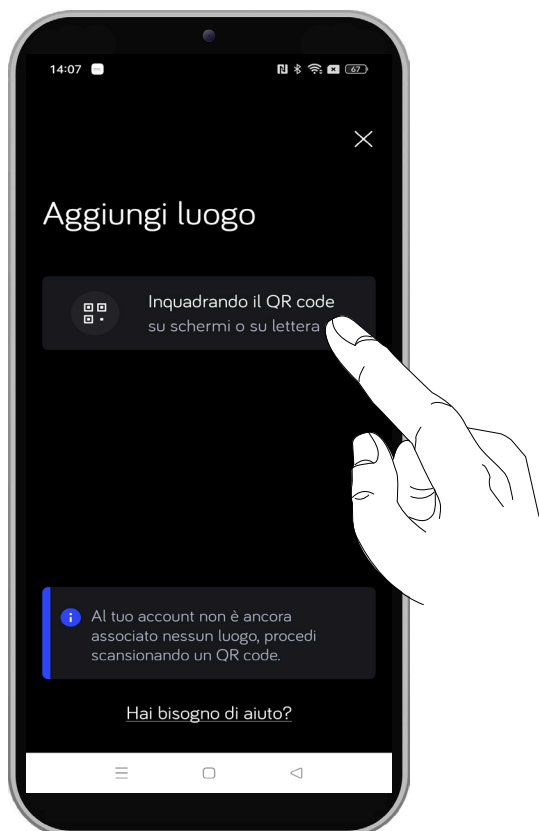 14:07
67
Aggiungi luogo
Inquadrando il QR code
su schermi o su lettera
Al tuo account non è ancora
associato nessun luogo, procedi
scansionando un QR code.
Hai bisogno di aiuto?